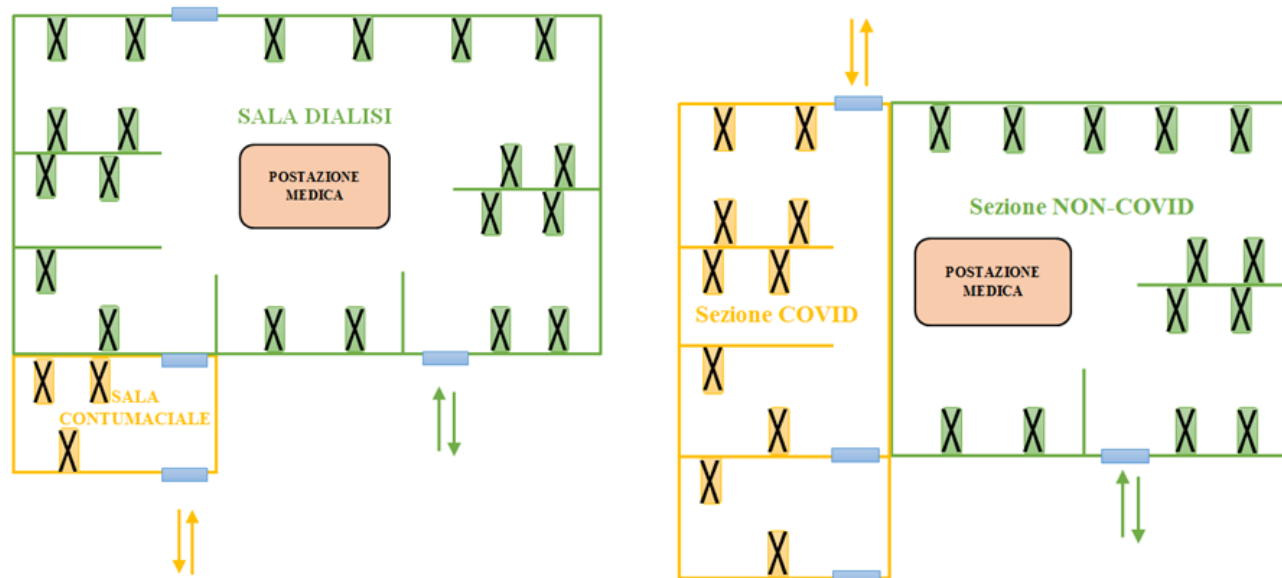 SALA DIALISI
POSTAZIONE
MEDICA
SALA
CONTUMACIALE
Sezione NON-COVID
POSTAZIONE
MEDICA
Sezione COVID